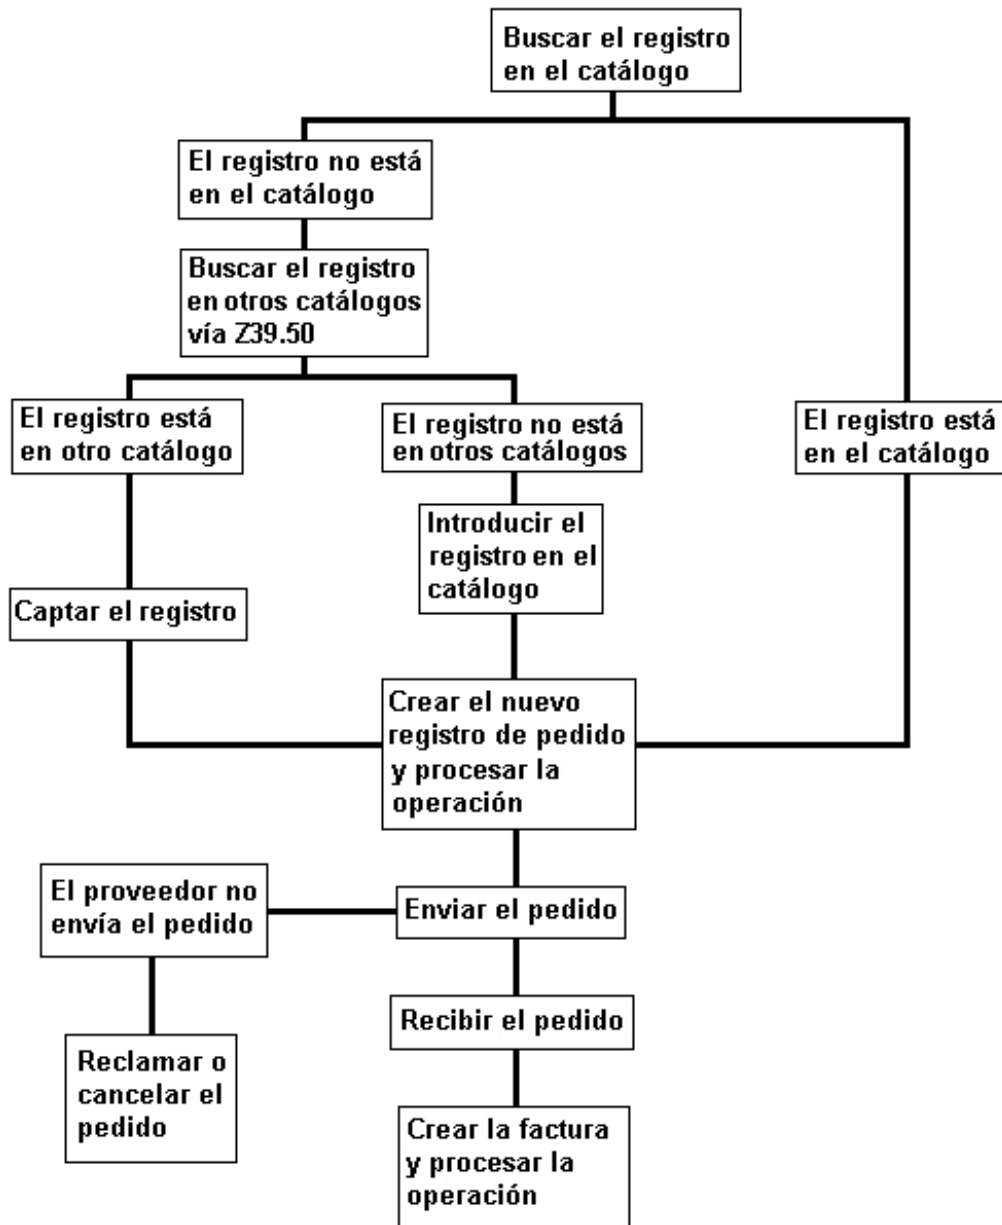 Buscar el registro
en el catálogo
El registro no está
en el catálogo
Buscar el registro
en otros catálogos
vía Z39.50
El registro está
en otro catálogo
El registro no está
en otros catálogos
El registro está
en el catálogo
Introducir el
registro en el
catálogo
Captar el registro
Crear el nuevo
registro de pedido
y procesar la
operación
El proveedor no
envía el pedido
Enviar el pedido
Recibir el pedido
Reclamar o
cancelar el
pedido
Crear la factura
y procesar la
operación